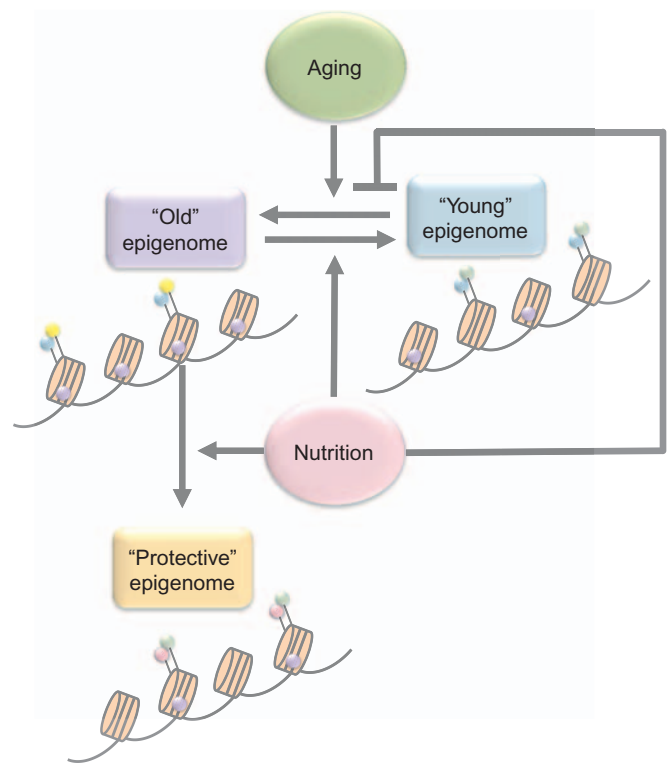 Aging
“Old”
epigenome
“Young”
epigenome
Nutrition
“Protective”
epigenome